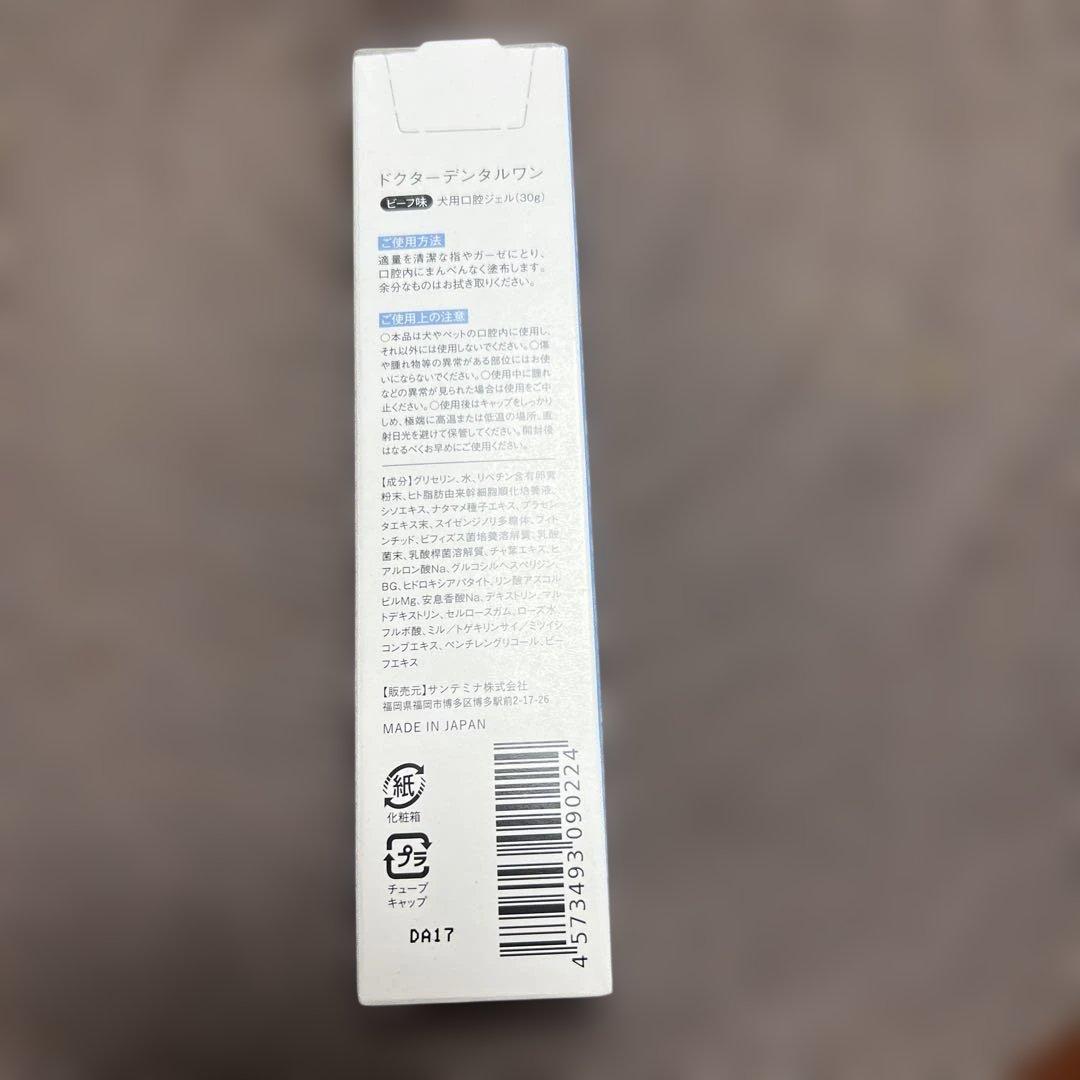 ドクターデンタルワン
ビーフ味 犬用口腔ジェル(30g)
ご使用方法
適量を清潔な指やガーゼにとり、
口腔内にまんべんなく塗布します。
余分なものはお拭き取りください。
ご使用上の注意
○本品は犬やペットの口腔内に使用し、
それ以外には使用しないでください。○傷
や腫れ物等の異常がある部位にはお使
いにならないでください。○使用中に腫れ
などの異常が見られた場合は使用をご中
止ください。○使用後はキャップをしっかり
しめ、極端に高温または低温の場所、直
射日光を避けて保管してください。開封後
はなるべくお早めにご使用ください。
【成分】グリセリン、水、リベチン含有卵黄
粉末、ヒト脂肪由来幹細胞順化培養液、
シソエキス、ナタマメ種子エキス、プラセン
タエキス末、スイゼンジノリ多糖体、フィト
ンチッド、ビフィズス菌培養溶解質、乳酸
菌末、乳酸桿菌溶解質、チャ葉エキス、ヒ
アルロン酸Na、グルコシルヘスペリジン、
BG、ヒドロキシアパタイト、リン酸アスコル
ビルMg、安息香酸Na、デキストリン、マル
トデキストリン、セルロースガム、ローズ水、
フルボ酸、ミル/トゲキリンサイ/ミツイシ
コンブエキス、ペンチレングリコール、ビー
フエキス
【販売元】サンテミナ株式会社
福岡県福岡市博多区博多駅前2-17-26
MADE IN JAPAN
紙
化粧箱
プラ
チューブ
キャップ
DA17
4573493090224